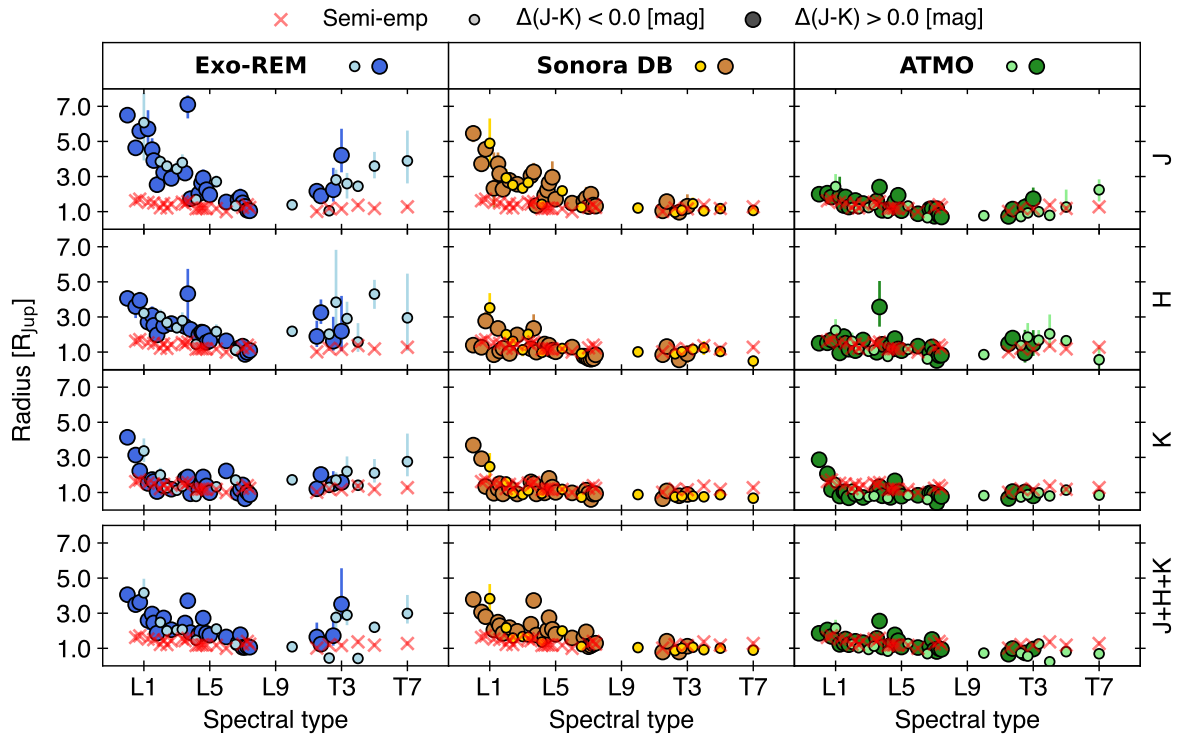 Semi-emp Δ(J-K) < 0.0 [mag] Δ(J-K) > 0.0 [mag]
Exo-REM Sonora DB ATMO
7.0
5.0
3.0
1.0
J
7.0
5.0
3.0
1.0
H
7.0
5.0
3.0
1.0
K
7.0
5.0
3.0
1.0
J+H+K
Radius [RJup]
L1 L5 L9 T3 T7 L1 L5 L9 T3 T7 L1 L5 L9 T3 T7
Spectral type Spectral type Spectral type